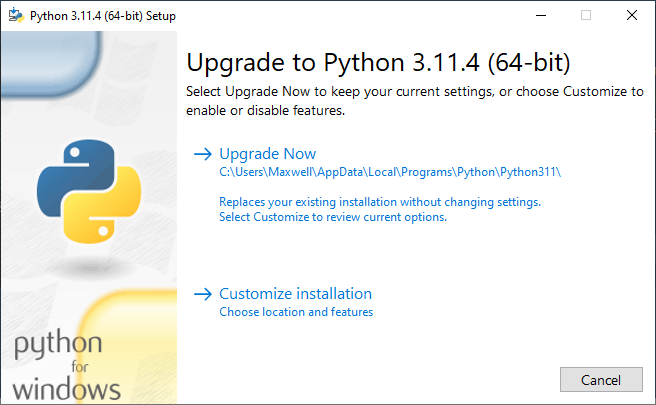 Python 3.11.4 (64-bit) Setup
Upgrade to Python 3.11.4 (64-bit)
Select Upgrade Now to keep your current settings, or choose Customize to
enable or disable features.
Upgrade Now
C:\Users\Maxwell\AppData\Local\Programs\Python\Python311\
Replaces your existing installation without changing settings.
Select Customize to review current options.
Customize installation
Choose location and features
python
for
windows
Cancel